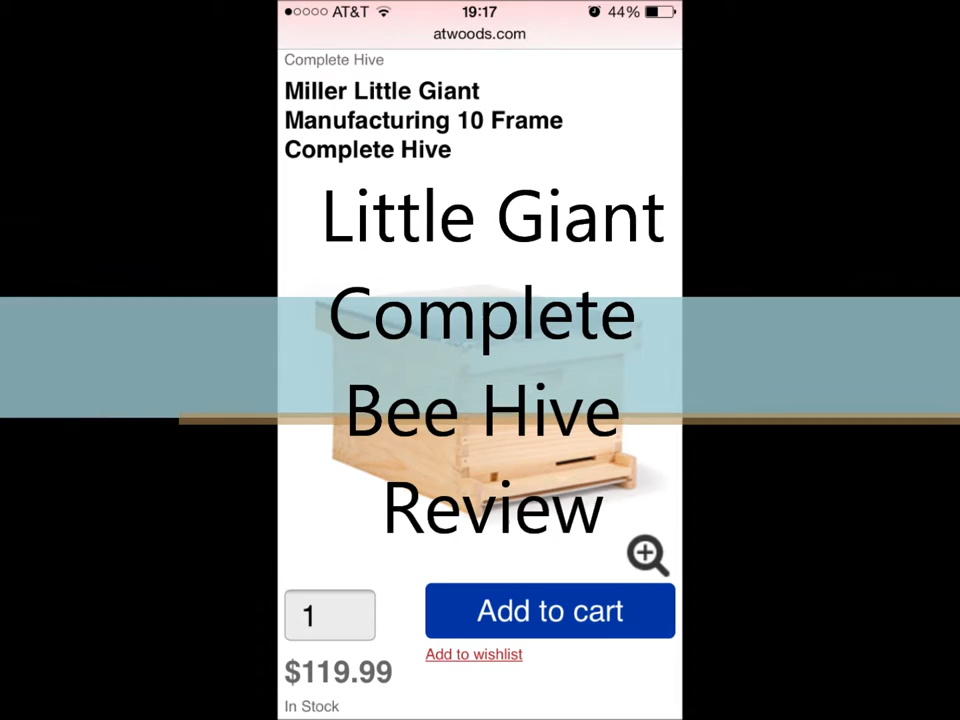 ●○○○○ AT&T 19:17 44%
atwoods.com
Complete Hive
Miller Little Giant
Manufacturing 10 Frame
Complete Hive
Little Giant
Complete
Bee Hive
Review
1 Add to cart
Add to wishlist
$119.99
In Stock